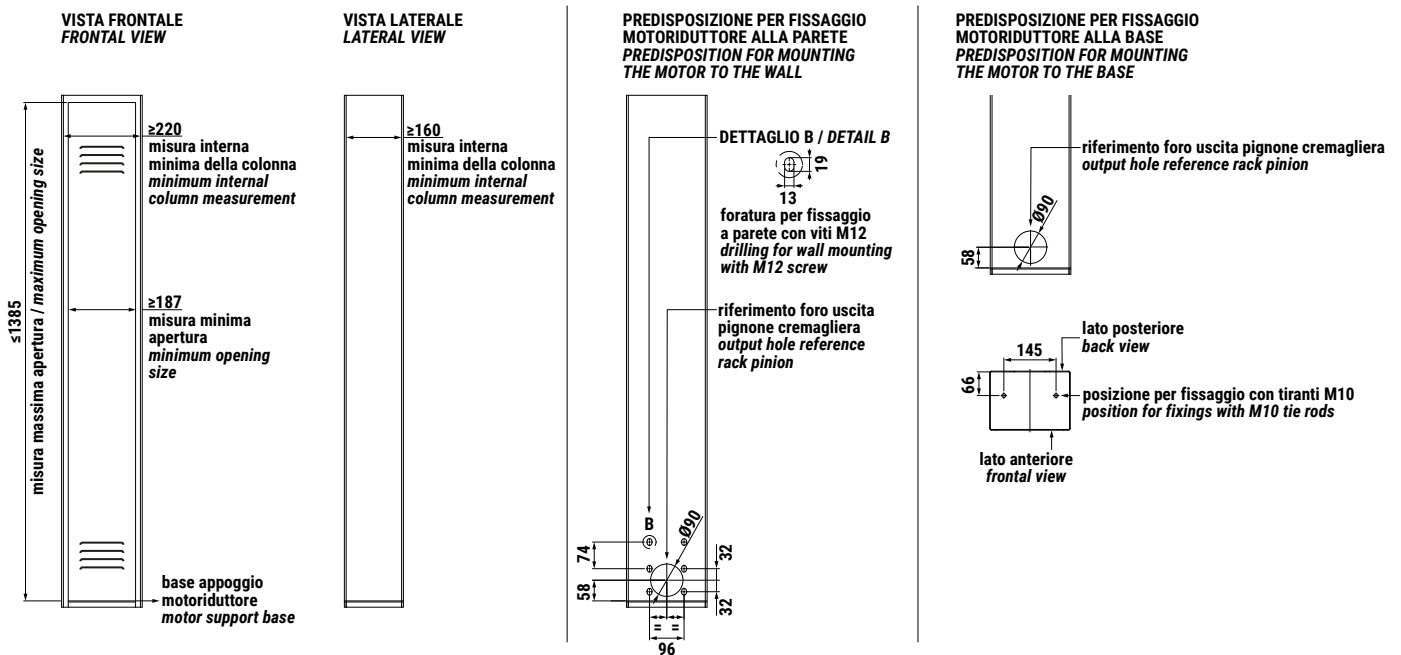 VISTA FRONTALE
FRONTAL VIEW
≥220
misura interna
minima della colonna
minimum internal
column measurement
≥187
misura minima
apertura
minimum opening
size
≤1385
misura massima apertura / maximum opening size
base appoggio
motoriduttore
motor support base
VISTA LATERALE
LATERAL VIEW
≥160
misura interna
minima della colonna
minimum internal
column measurement
PREDISPOSIZIONE PER FISSAGGIO
MOTORIDUTTORE ALLA PARETE
PREDISPOSITION FOR MOUNTING
THE MOTOR TO THE WALL
DETTAGLIO B / DETAIL B
19
13
foratura per fissaggio
a parete con viti M12
drilling for wall mounting
with M12 screw
riferimento foro uscita
pignone cremagliera
output hole reference
rack pinion
B
Ø90
74
58
32
32
= =
96
PREDISPOSIZIONE PER FISSAGGIO
MOTORIDUTTORE ALLA BASE
PREDISPOSITION FOR MOUNTING
THE MOTOR TO THE BASE
riferimento foro uscita pignone cremagliera
output hole reference rack pinion
Ø90
58
lato posteriore
back view
145
66
posizione per fissaggio con tiranti M10
position for fixings with M10 tie rods
lato anteriore
frontal view